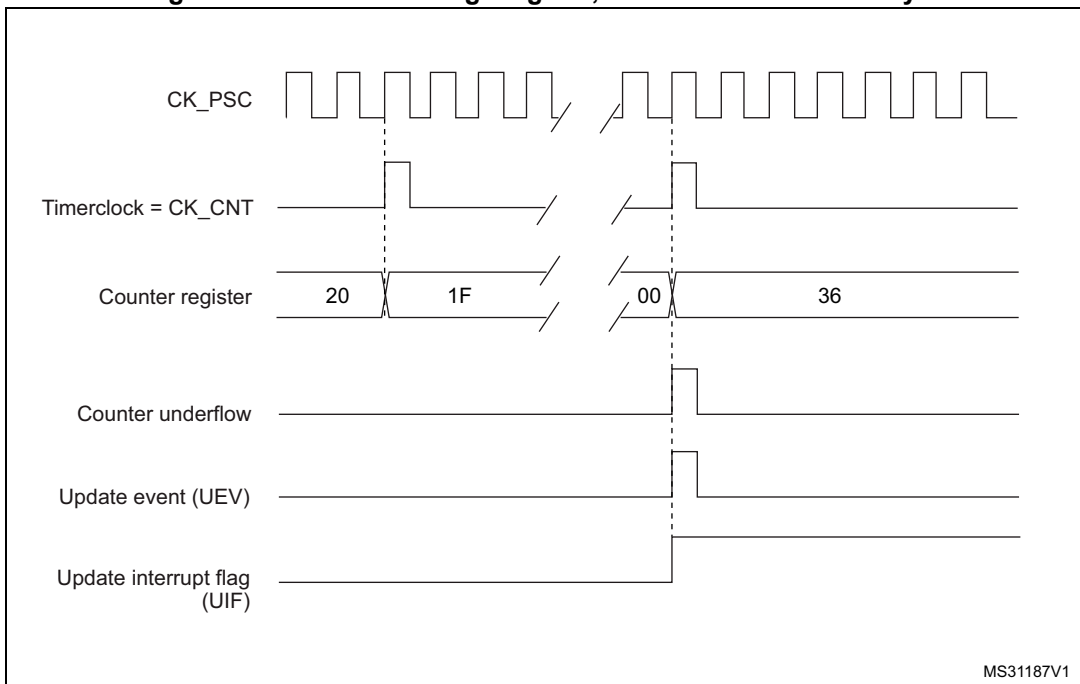 CK_PSC
Timerclock = CK_CNT
Counter register
20
1F
00
36
Counter underflow
Update event (UEV)
Update interrupt flag
(UIF)
MS31187V1